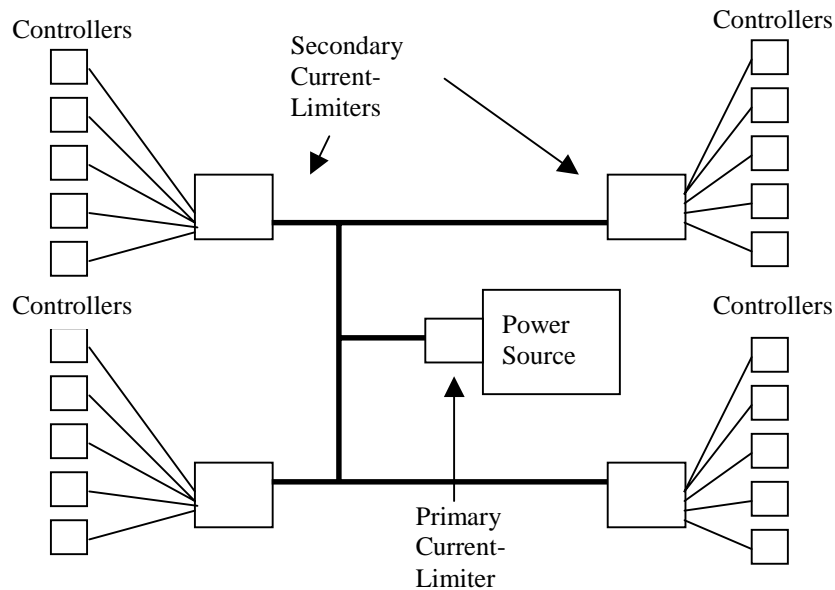 Controllers
Secondary
Current-
Limiters
Controllers
Controllers
Power
Source
Controllers
Primary
Current-
Limiter